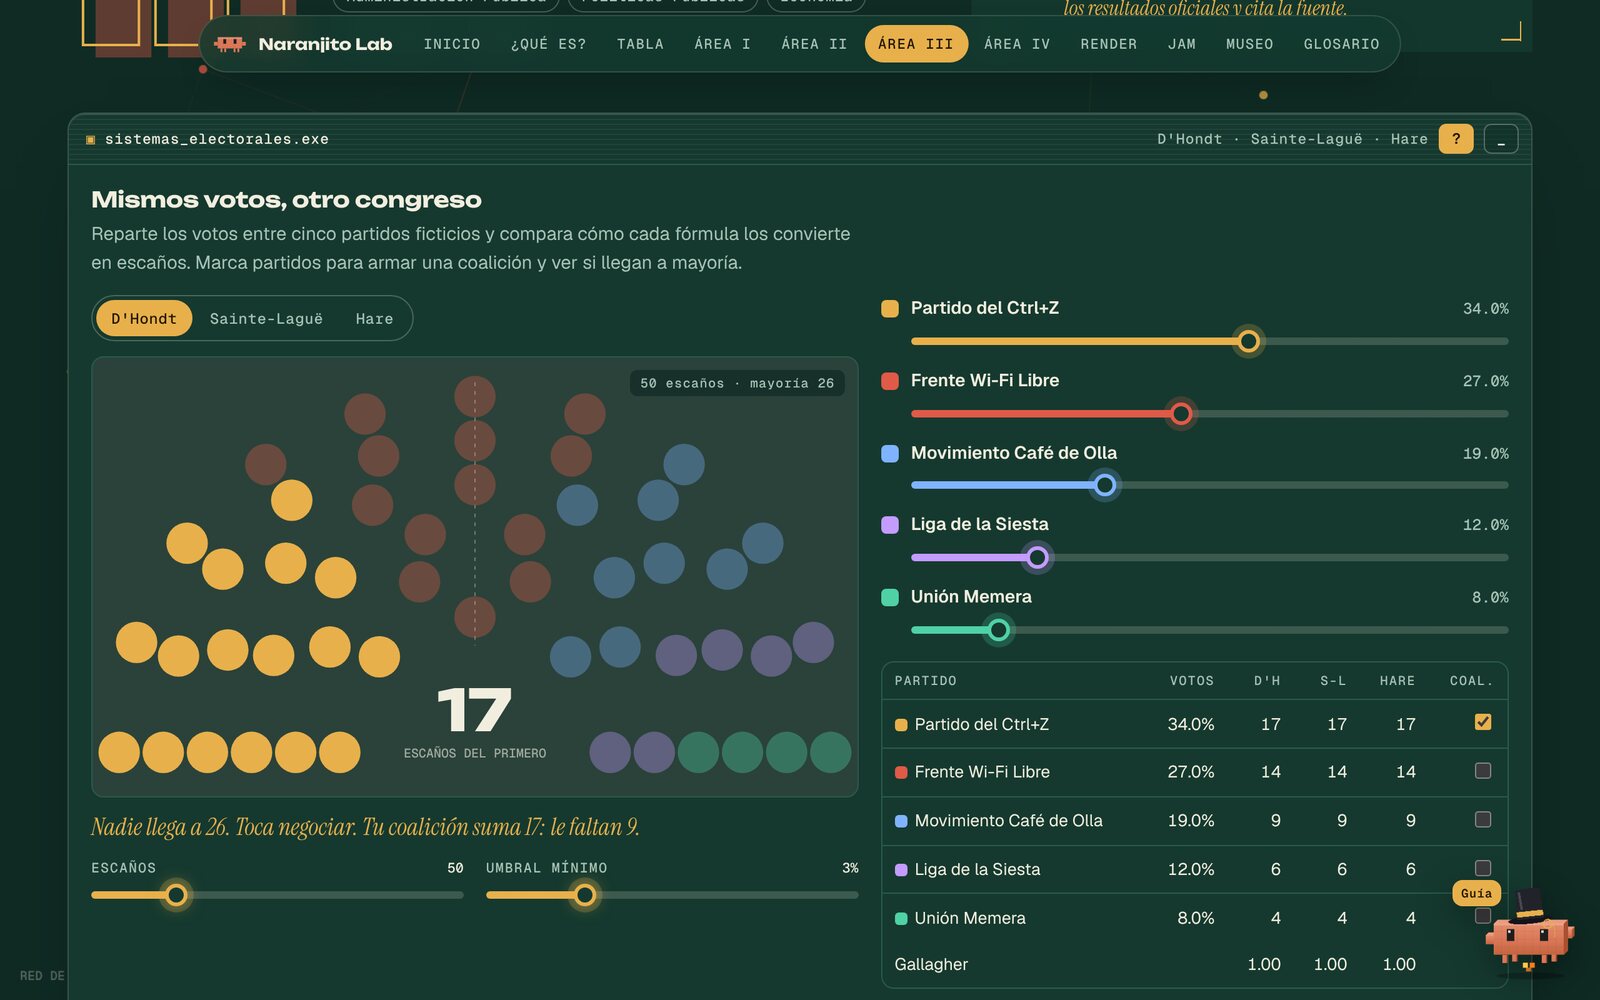 los resultados oficiales y cita la fuente.
Naranjito Lab
INICIO
¿QUÉ ES?
TABLA
ÁREA I
ÁREA II
ÁREA III
ÁREA IV
RENDER
JAM
MUSEO
GLOSARIO
sistemas_electorales.exe
D'Hondt · Sainte-Laguë · Hare
?
_
Mismos votos, otro congreso
Reparte los votos entre cinco partidos ficticios y compara cómo cada fórmula los convierte
en escaños. Marca partidos para armar una coalición y ver si llegan a mayoría.
D'Hondt
Sainte-Laguë
Hare
50 escaños · mayoría 26
17
ESCAÑOS DEL PRIMERO
Nadie llega a 26. Toca negociar. Tu coalición suma 17: le faltan 9.
ESCAÑOS 50
UMBRAL MÍNIMO 3%
Partido del Ctrl+Z 34.0%
Frente Wi-Fi Libre 27.0%
Movimiento Café de Olla 19.0%
Liga de la Siesta 12.0%
Unión Memera 8.0%
PARTIDO VOTOS D'H S-L HARE COAL.
Partido del Ctrl+Z 34.0% 17 17 17
Frente Wi-Fi Libre 27.0% 14 14 14
Movimiento Café de Olla 19.0% 9 9 9
Liga de la Siesta 12.0% 6 6 6
Unión Memera 8.0% 4 4 4
Gallagher 1.00 1.00 1.00
Guía
RED DE